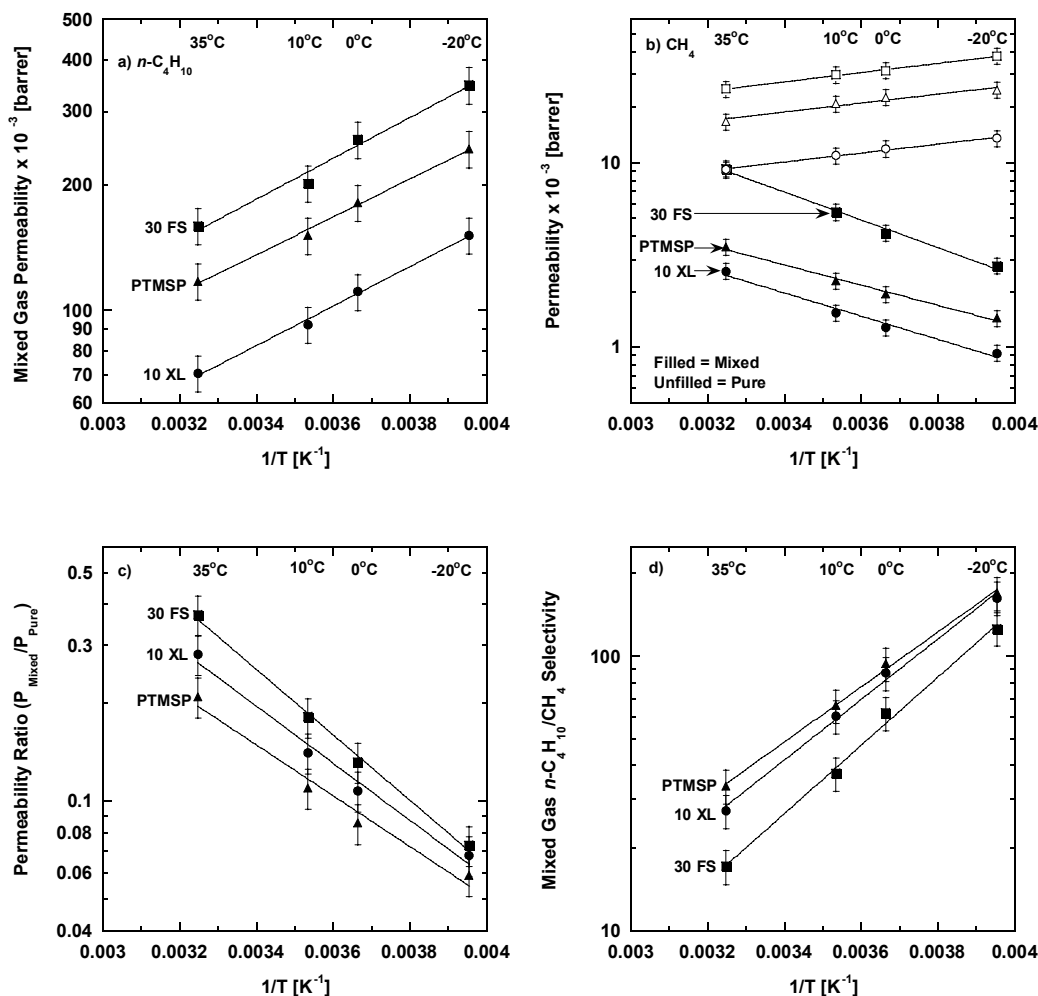 a) n-C4H10
35°C 10°C 0°C -20°C
500
400
300
200
100
90
80
70
60
30 FS
PTMSP
10 XL
0.003 0.0032 0.0034 0.0036 0.0038 0.004
1/T [K-1]
Mixed Gas Permeability x 10-3 [barrer]
b) CH4
35°C 10°C 0°C -20°C
10
1
30 FS
PTMSP
10 XL
Filled = Mixed
Unfilled = Pure
0.003 0.0032 0.0034 0.0036 0.0038 0.004
1/T [K-1]
Permeability x 10-3 [barrer]
c)
35°C 10°C 0°C -20°C
0.5
0.3
0.1
0.08
0.06
0.04
30 FS
10 XL
PTMSP
0.003 0.0032 0.0034 0.0036 0.0038 0.004
1/T [K-1]
Permeability Ratio (PMixed/PPure)
d)
35°C 10°C 0°C -20°C
100
10
PTMSP
10 XL
30 FS
0.003 0.0032 0.0034 0.0036 0.0038 0.004
1/T [K-1]
Mixed Gas n-C4H10/CH4 Selectivity